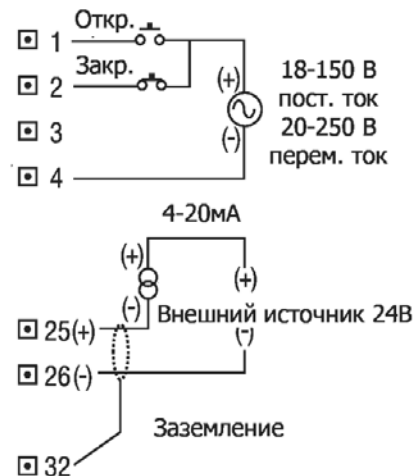 Откр.
1
Закр.
2
(+)
18-150 В
пост. ток
3
20-250 В
(-)
перем. ток
4
4-20мА
(+)
(+)
(-)
Внешний источник 24В
25(+)
(-)
26(-)
Заземление
32